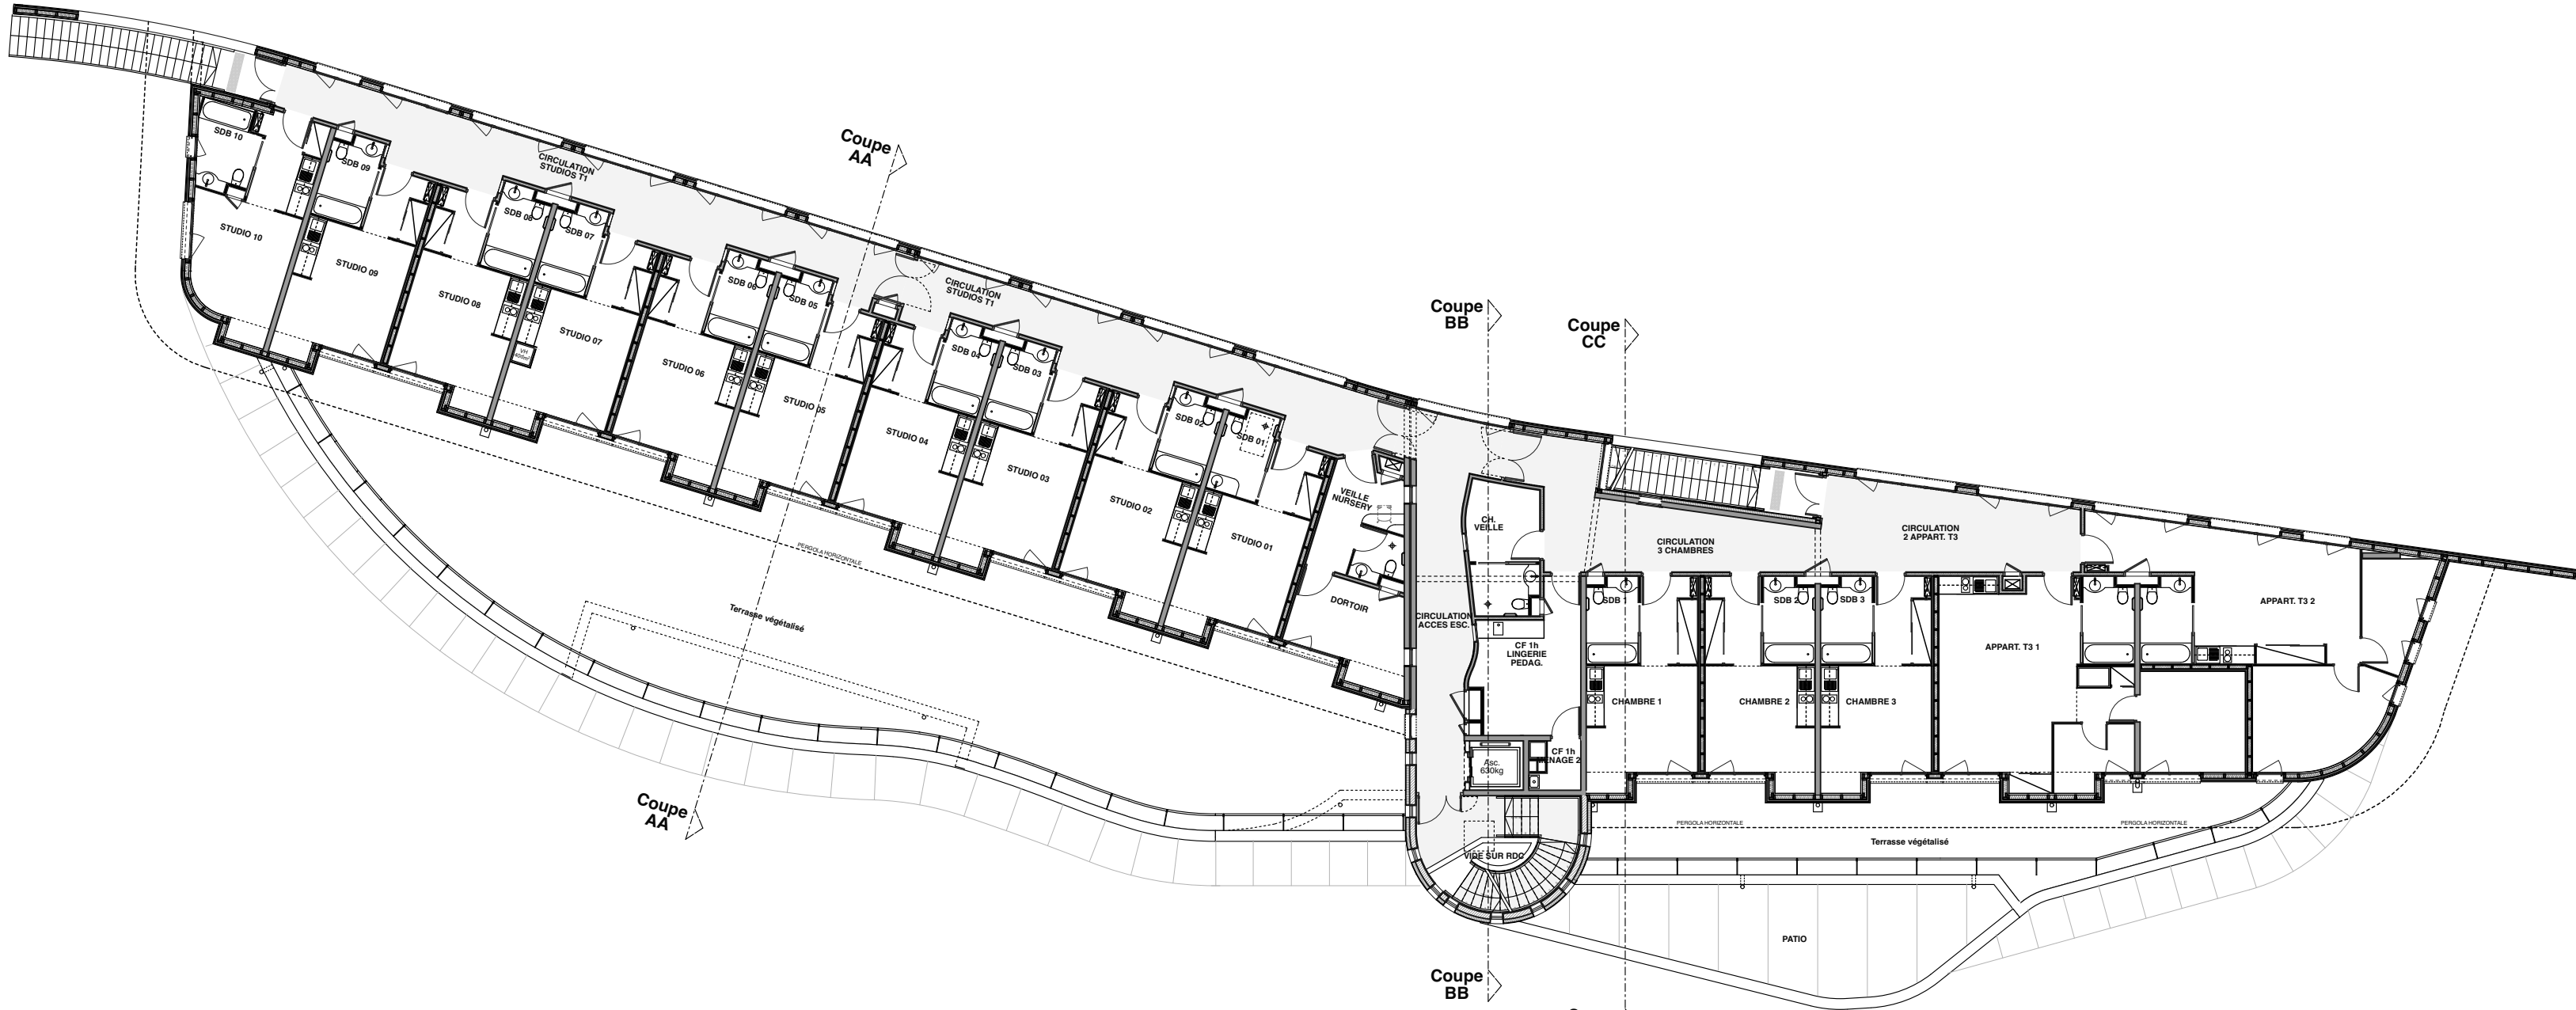 Coupe
AA
SDB 10
SDB 09
CIRCULATION
STUDIOS T1
SDB 08
SDB 07
STUDIO 10
STUDIO 09
STUDIO 08
STUDIO 07
VH
SDB 06
SDB 05
CIRCULATION
STUDIOS T1
STUDIO 06
STUDIO 05
SDB 04
SDB 03
STUDIO 04
STUDIO 03
SDB 02
SDB 01
STUDIO 02
STUDIO 01
VEILLE
NURSERY
DORTOIR
PERGOLA HORIZONTALE
Terrasse végétalisé
Coupe
AA
Coupe
BB
Coupe
CC
CH.
VEILLE
CIRCULATION
3 CHAMBRES
CIRCULATION
2 APPART. T3
CIRCULATION
ACCES ESC.
CF 1h
LINGERIE
PEDAG.
SDB 1
SDB 2
SDB 3
APPART. T3 2
APPART. T3 1
CHAMBRE 1
CHAMBRE 2
CHAMBRE 3
Asc.
630kg
CF 1h
MENAGE 2
VIDE SUR RDC
PERGOLA HORIZONTALE
PERGOLA HORIZONTALE
Terrasse végétalisé
PATIO
Coupe
BB